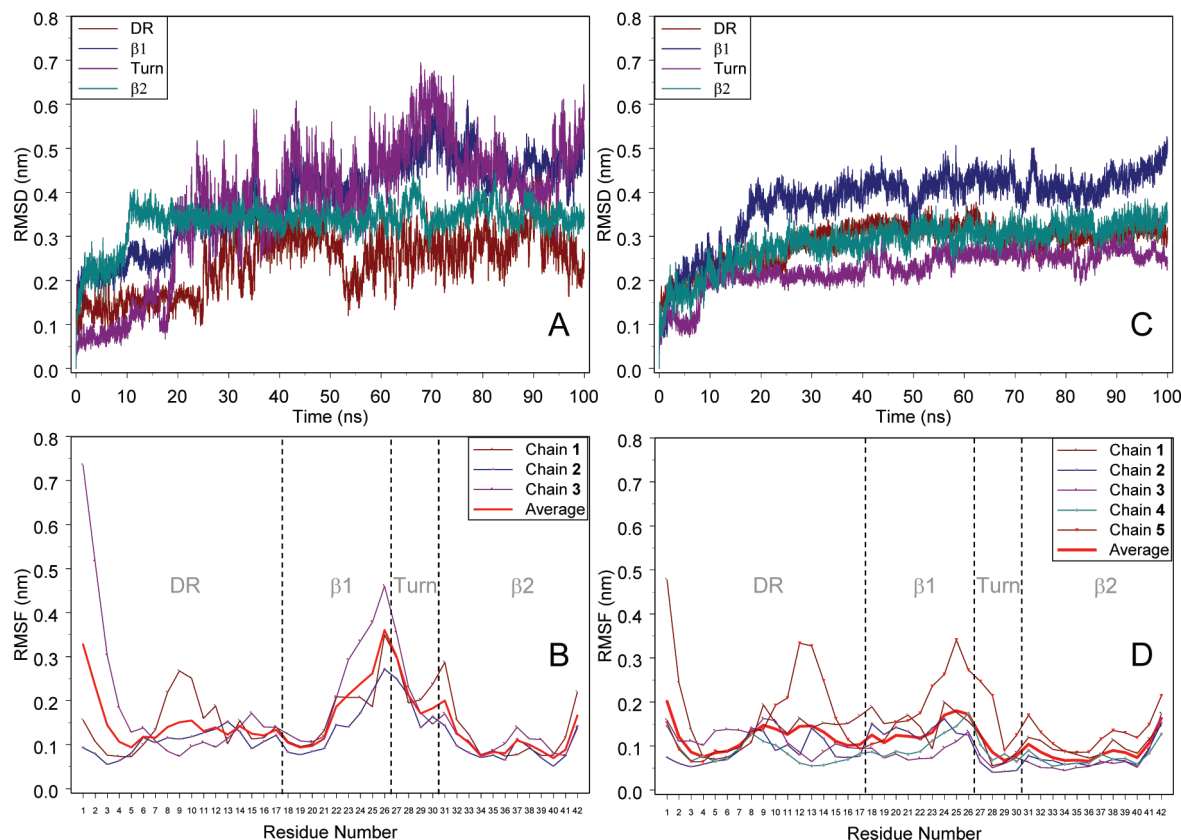 0.8
0.7
0.6
0.5
0.4
0.3
0.2
0.1
0.0
RMSD (nm)
DR
β1
Turn
β2
A
0 10 20 30 40 50 60 70 80 90 100
Time (ns)
0.8
0.7
0.6
0.5
0.4
0.3
0.2
0.1
0.0
RMSD (nm)
DR
β1
Turn
β2
C
0 10 20 30 40 50 60 70 80 90 100
Time (ns)
0.8
0.7
0.6
0.5
0.4
0.3
0.2
0.1
0.0
RMSF (nm)
Chain 1
Chain 2
Chain 3
Average
DR β1 Turn β2
B
1 2 3 4 5 6 7 8 9 10 11 12 13 14 15 16 17 18 19 20 21 22 23 24 25 26 27 28 29 30 31 32 33 34 35 36 37 38 39 40 41 42
Residue Number
0.8
0.7
0.6
0.5
0.4
0.3
0.2
0.1
0.0
RMSF (nm)
Chain 1
Chain 2
Chain 3
Chain 4
Chain 5
Average
DR β1 Turn β2
D
1 2 3 4 5 6 7 8 9 10 11 12 13 14 15 16 17 18 19 20 21 22 23 24 25 26 27 28 29 30 31 32 33 34 35 36 37 38 39 40 41 42
Residue Number